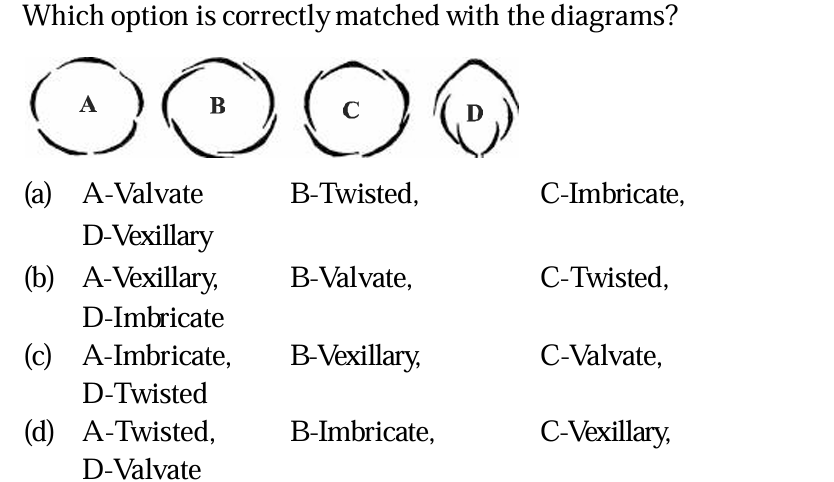 Which option is correctly matched with the diagrams?
A B C D
(a) A-Valvate B-Twisted, C-Imbricate,
D-Vexillary
(b) A-Vexillary, B-Valvate, C-Twisted,
D-Imbricate
(c) A-Imbricate, B-Vexillary, C-Valvate,
D-Twisted
(d) A-Twisted, B-Imbricate, C-Vexillary,
D-Valvate